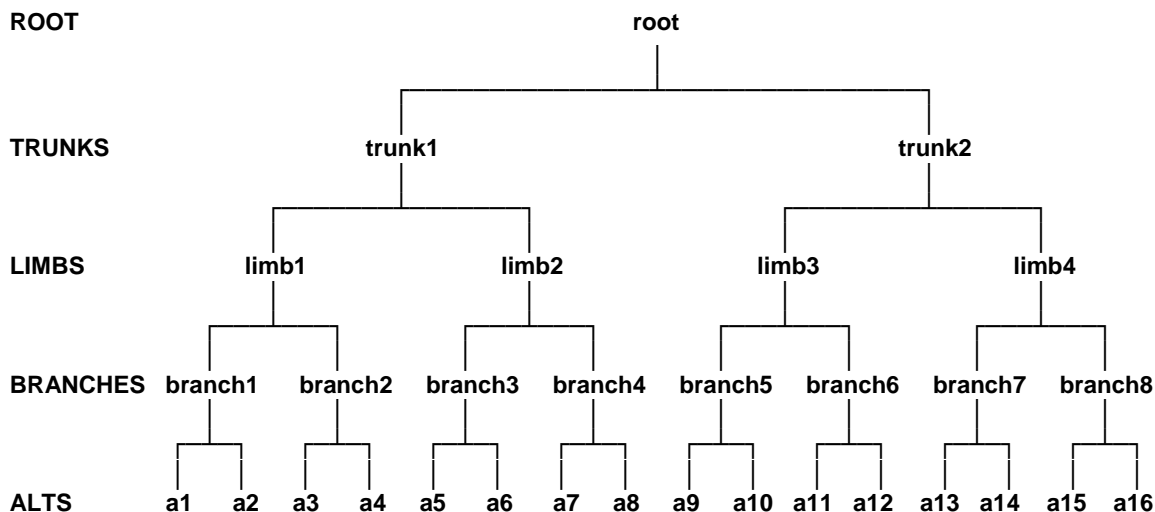 ROOT root
TRUNKS trunk1 trunk2
LIMBS limb1 limb2 limb3 limb4
BRANCHES branch1 branch2 branch3 branch4 branch5 branch6 branch7 branch8
ALTS a1 a2 a3 a4 a5 a6 a7 a8 a9 a10 a11 a12 a13 a14 a15 a16